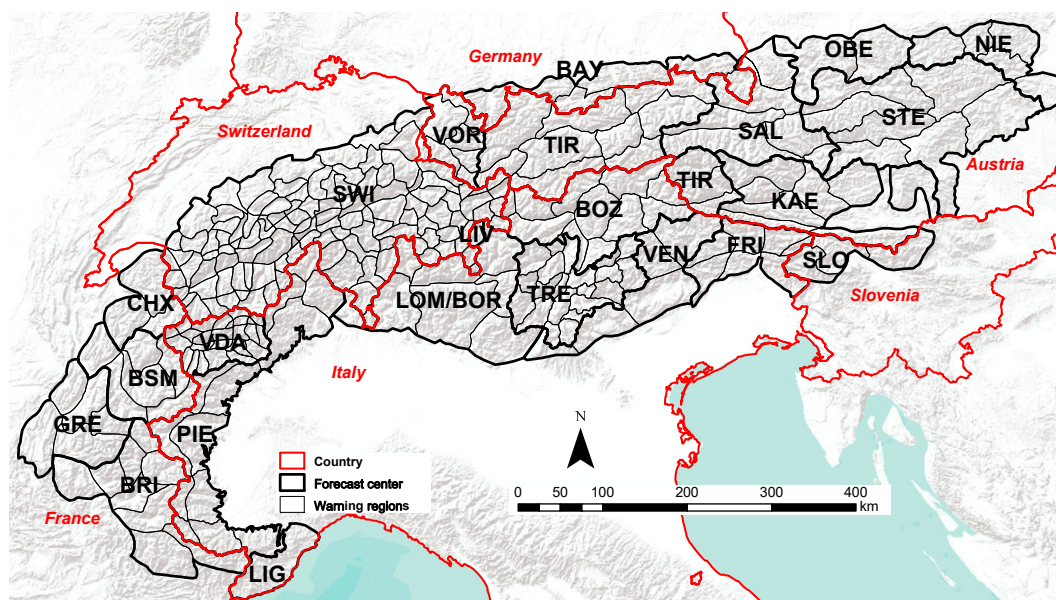 OBE
NIE
Germany
BAY
STE
Switzerland
VOR
TIR
SAL
Austria
SWI
TIR
KAE
BOZ
LIV
VEN
FRI
SLO
Slovenia
CHX
LOM/BOR
TRE
VDA
BSM
Italy
GRE
PIE
N
BRI
Country
Forecast center
Warning regions
0 50 100 200 300 400
km
France
LIG